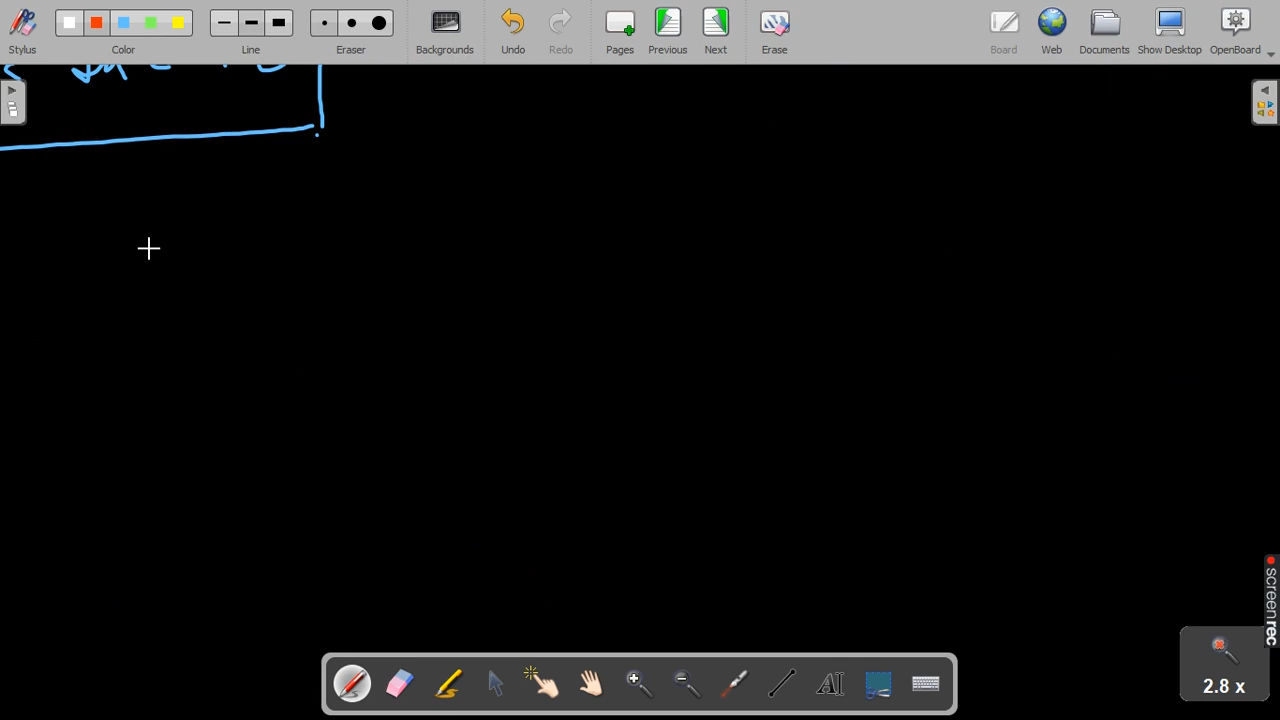 Stylus
Color
Line
Eraser
Backgrounds
Undo
Redo
Pages
Previous
Next
Erase
Board
Web
Documents
Show Desktop
OpenBoard
AI
screenrec
2.8 x